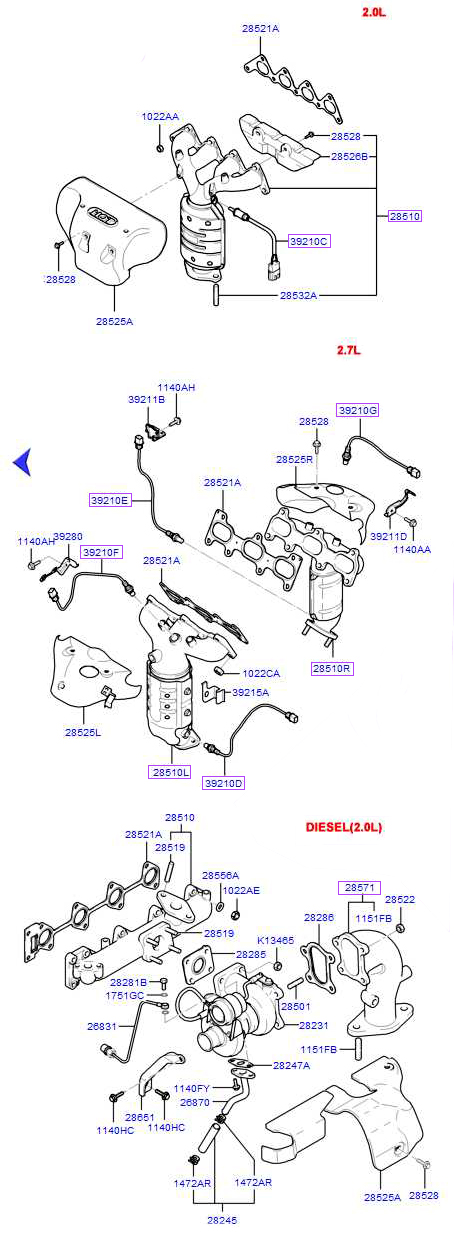 2.0L
28521A
1022AA
28528
28526B
28510
39210C
28528
28532A
28525A
2.7L
1140AH
39211B
39210G
28528
28525R
28521A
39210E
39211D
1140AA
1140AH
39280
39210F
28521A
28510R
1022CA
39215A
28525L
28510L
39210D
DIESEL(2.0L)
28510
28521A
28519
28556A
1022AE
28571
28522
1151FB
28286
28519
K13465
28285
28281B
1751GC
28501
26831
28231
1151FB
28247A
1140FY
26870
28651
1140HC
1140HC
1472AR
1472AR
28245
28525A
28528